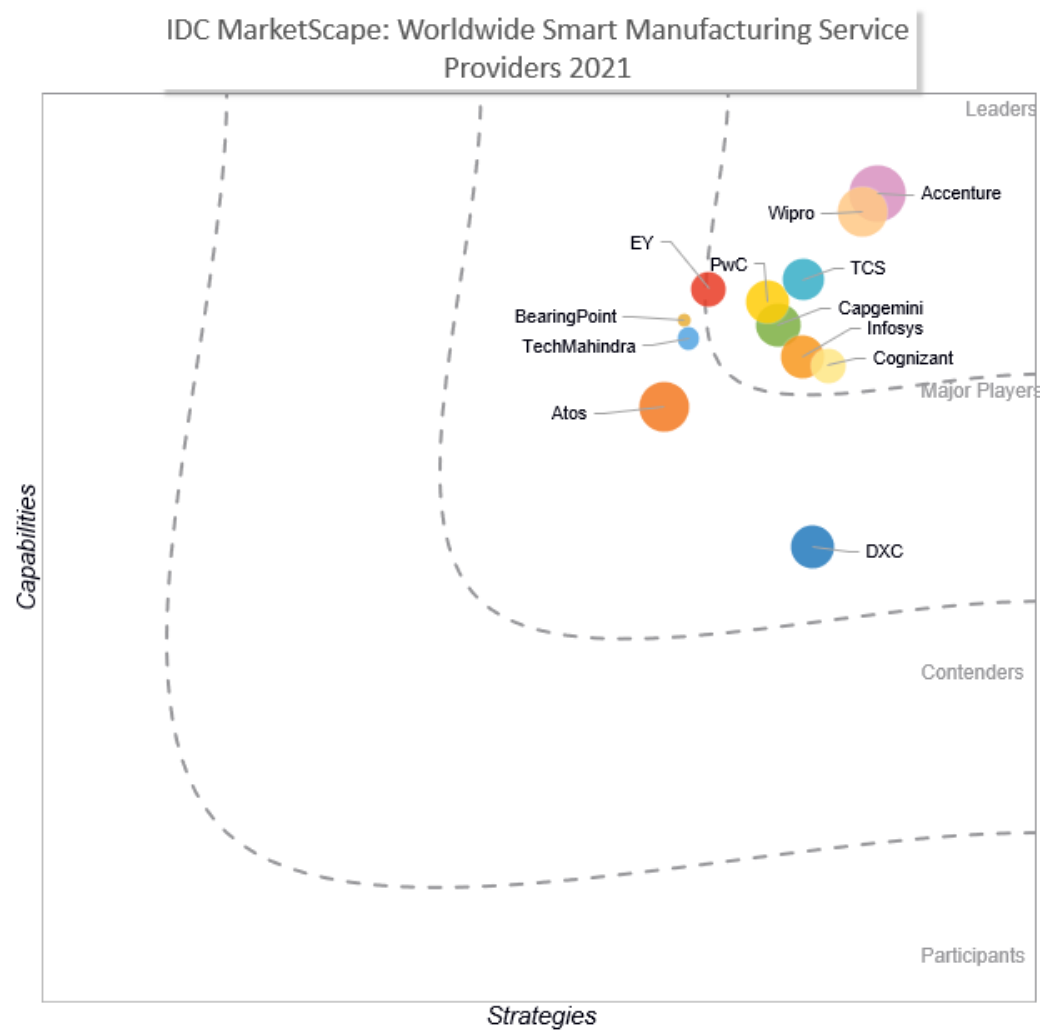 IDC MarketScape: Worldwide Smart Manufacturing Service
Providers 2021
Leaders
Accenture
Wipro
EY
PwC
TCS
BearingPoint
Capgemini
Infosys
TechMahindra
Cognizant
Major Players
Atos
Capabilities
DXC
Contenders
Participants
Strategies